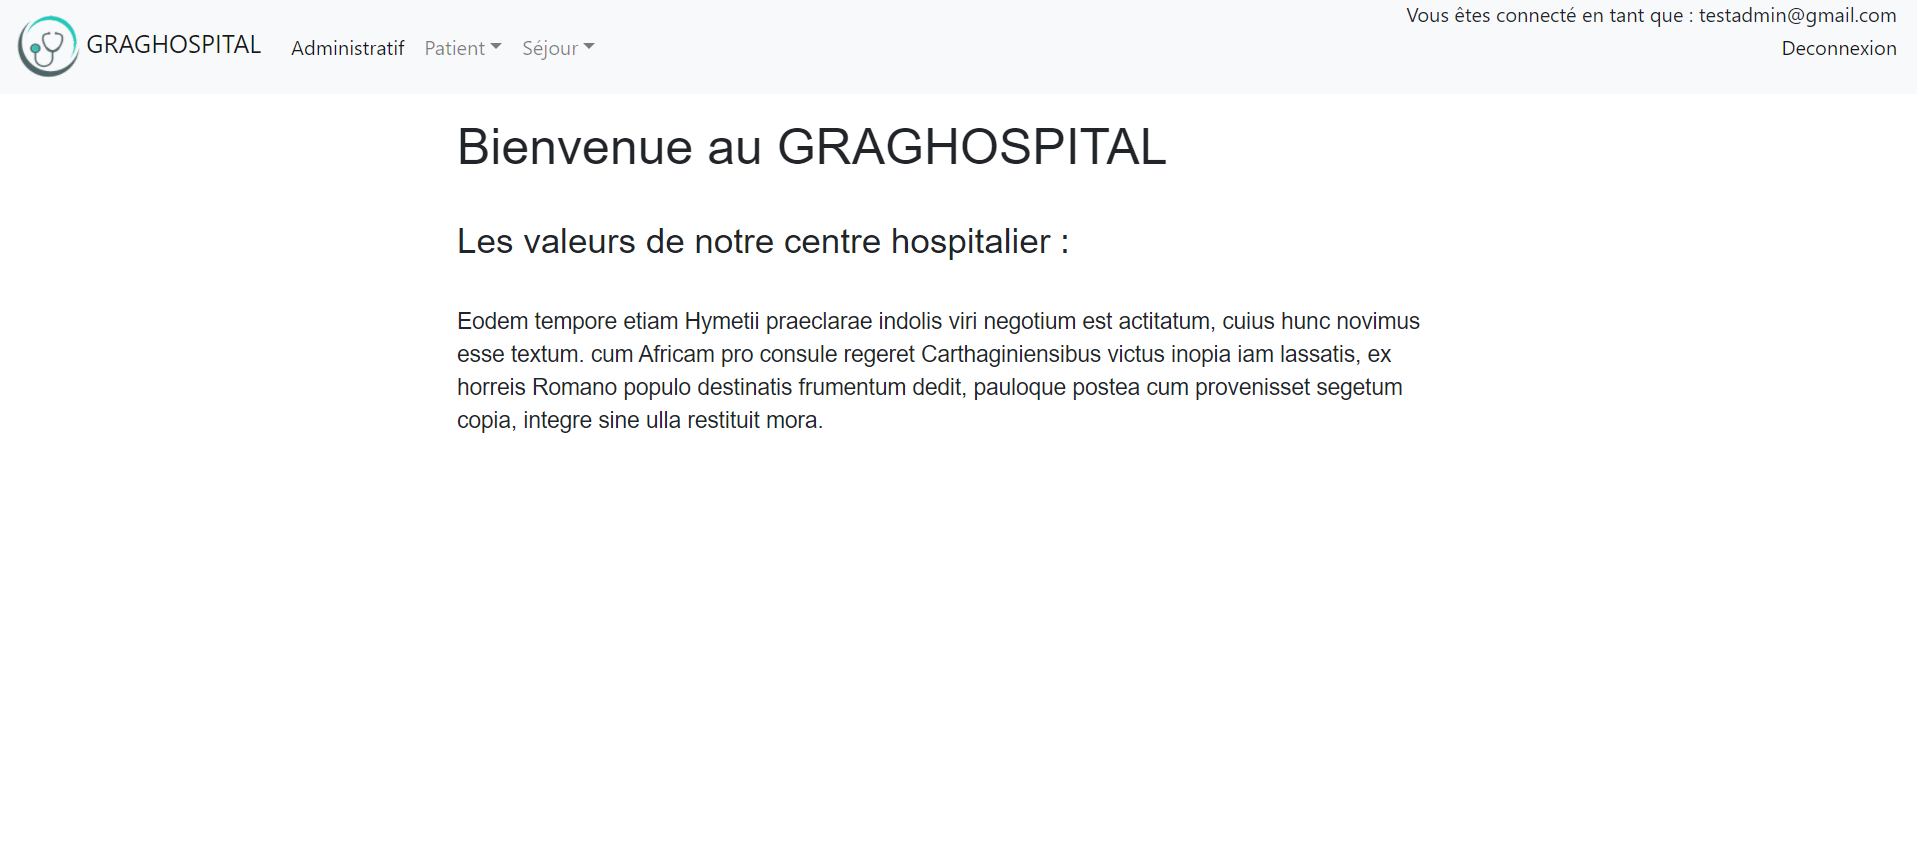 Vous êtes connecté en tant que : testadmin@gmail.com
GRAGHOSPITAL Administratif Patient Séjour Deconnexion
Bienvenue au GRAGHOSPITAL
Les valeurs de notre centre hospitalier :
Eodem tempore etiam Hymetii praeclarae indolis viri negotium est actitatum, cuius hunc novimus
esse textum. cum Africam pro consule regeret Carthaginiensibus victus inopia iam lassatis, ex
horreis Romano populo destinatis frumentum dedit, pauloque postea cum provenisset segetum
copia, integre sine ulla restituit mora.